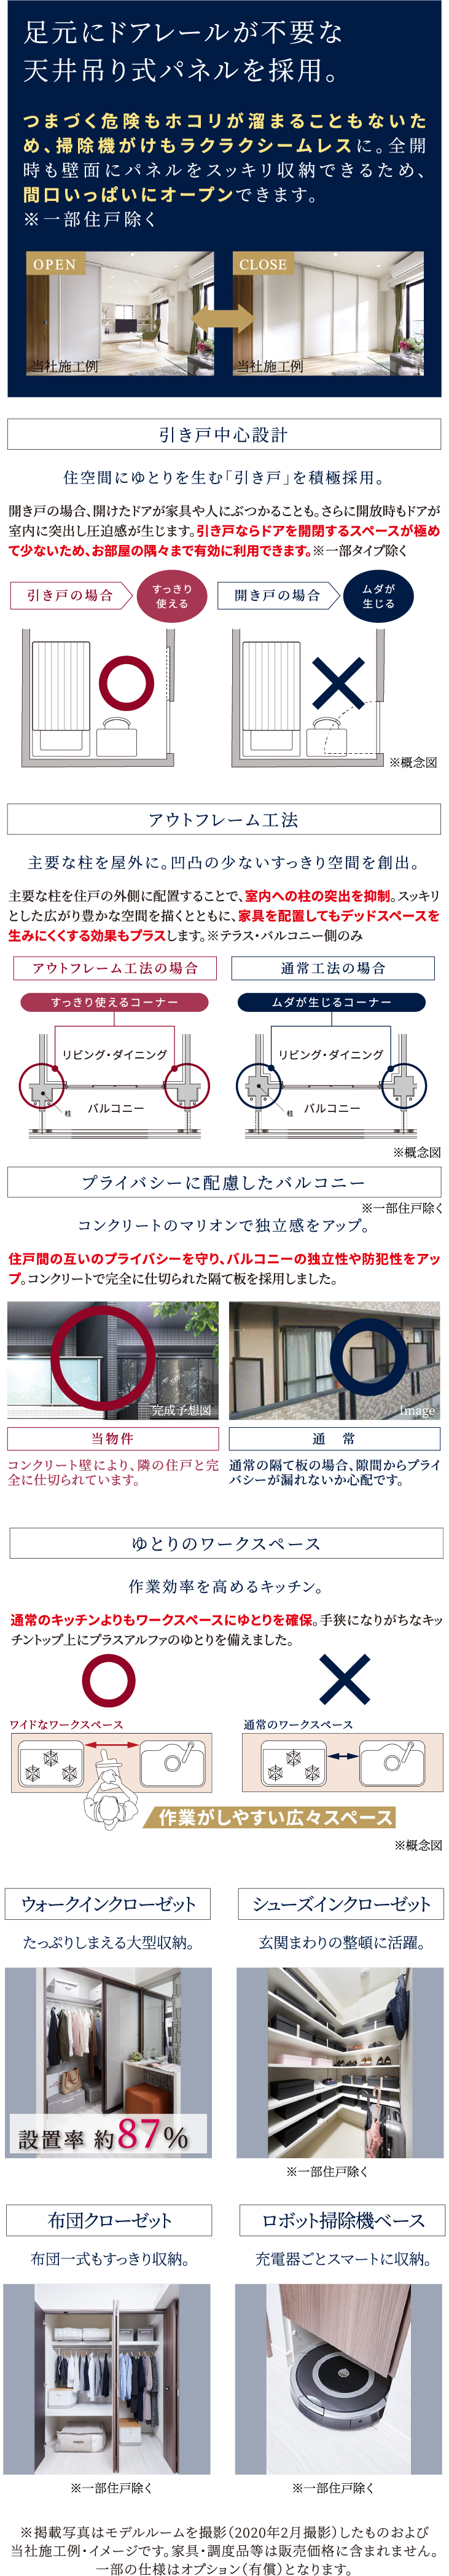 足元にドアレールが不要な
天井吊り式パネルを採用。
つまづく危険もホコリが溜まることもないた
め、掃除機がけもラクラクシームレスに。全開
時も壁面にパネルをスッキリ収納できるため、
間口いっぱいにオープンできます。
※一部住戸除く
OPEN
CLOSE
当社施工例
当社施工例
引き戸中心設計
住空間にゆとりを生む「引き戸」を積極採用。
開き戸の場合、開けたドアが家具や人にぶつかることも。さらに開放時もドアが
室内に突出し圧迫感が生じます。引き戸ならドアを開閉するスペースが極め
て少ないため、お部屋の隅々まで有効に利用できます。※一部タイプ除く
引き戸の場合
すっきり
使える
開き戸の場合
ムダが
生じる
※概念図
アウトフレーム工法
主要な柱を屋外に。凹凸の少ないすっきり空間を創出。
主要な柱を住戸の外側に配置することで、室内への柱の突出を抑制。スッキリ
とした広がり豊かな空間を描くとともに、家具を配置してもデッドスペースを
生みにくくする効果もプラスします。※テラス・バルコニー側のみ
アウトフレーム工法の場合
通常工法の場合
すっきり使えるコーナー
ムダが生じるコーナー
リビング・ダイニング
リビング・ダイニング
柱
バルコニー
柱
バルコニー
※概念図
プライバシーに配慮したバルコニー
※一部住戸除く
コンクリートのマリオンで独立感をアップ。
住戸間の互いのプライバシーを守り、バルコニーの独立性や防犯性をアッ
プ。コンクリートで完全に仕切られた隔て板を採用しました。
完成予想図
Image
当物件
通　常
コンクリート壁により、隣の住戸と完
全に仕切られています。
通常の隔て板の場合、隙間からプライ
バシーが漏れないか心配です。
ゆとりのワークスペース
作業効率を高めるキッチン。
通常のキッチンよりもワークスペースにゆとりを確保。手狭になりがちなキッ
チントップ上にプラスアルファのゆとりを備えました。
ワイドなワークスペース
通常のワークスペース
作業がしやすい広々スペース
※概念図
ウォークインクローゼット
シューズインクローゼット
たっぷりしまえる大型収納。
玄関まわりの整頓に活躍。
設置率 約87%
※一部住戸除く
布団クローゼット
ロボット掃除機ベース
布団一式もすっきり収納。
充電器ごとスマートに収納。
※一部住戸除く
※一部住戸除く
※掲載写真はモデルルームを撮影（2020年2月撮影）したものおよび
当社施工例・イメージです。家具・調度品等は販売価格に含まれません。
一部の仕様はオプション（有償）となります。